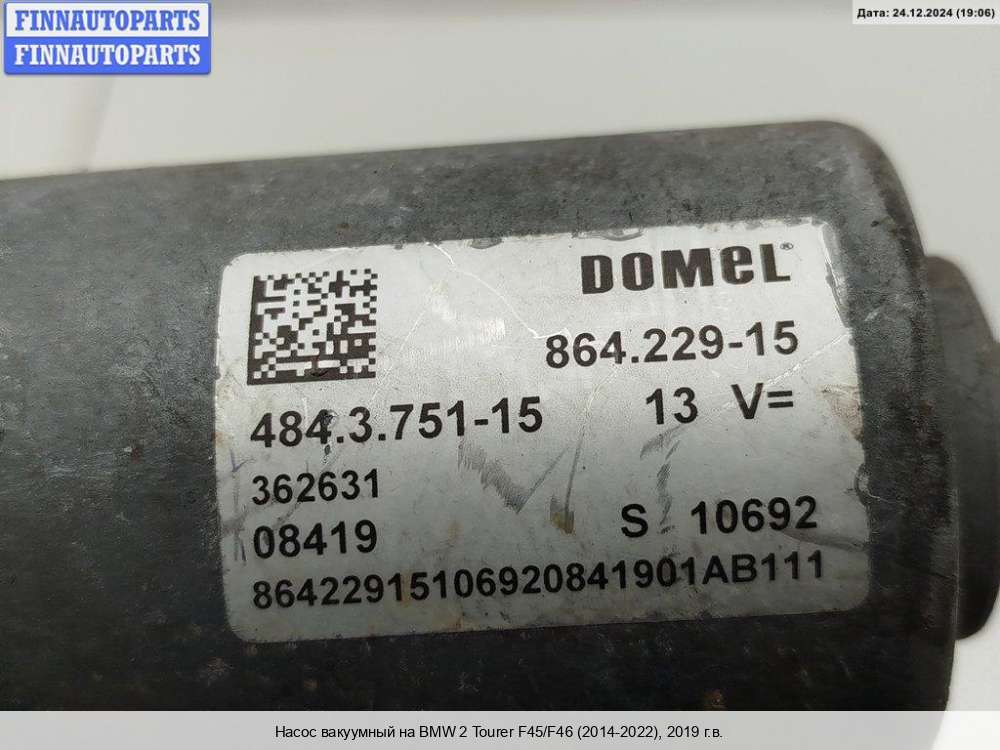 FINNAUTOPARTS
FINNAUTOPARTS
Дата: 24.12.2024 (19:06)
DOMEL®
864.229-15
484.3.751-15 13 V=
362631
08419 S 10692
86422915106920841901AB111
Насос вакуумный на BMW 2 Tourer F45/F46 (2014-2022), 2019 г.в.